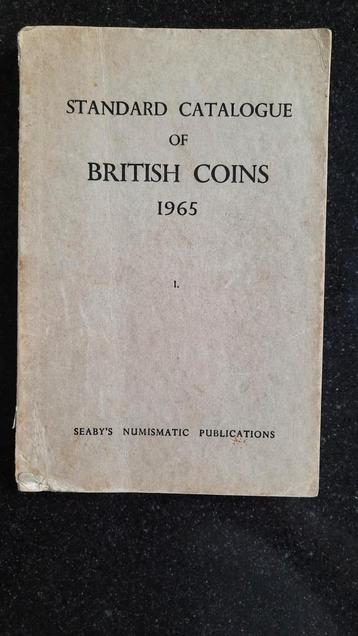 STANDARD CATALOGUE
OF
BRITISH COINS
1965
I.
SEABY'S NUMISMATIC PUBLICATIONS